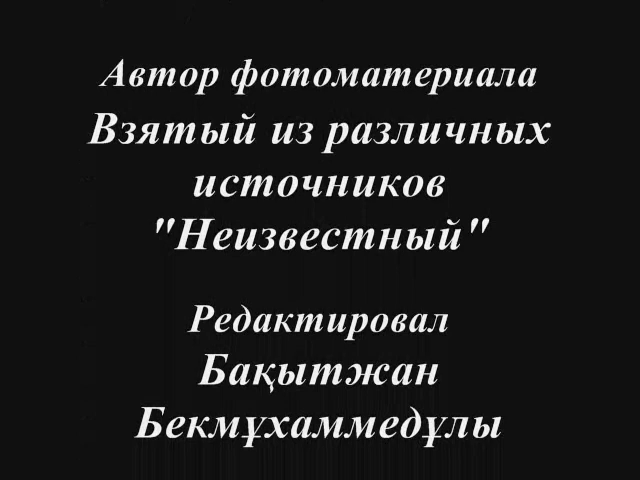 Автор фотоматериала
Взятый из различных
источников
"Неизвестный"
Редактировал
Бақытжан
Бекмұхаммедұлы